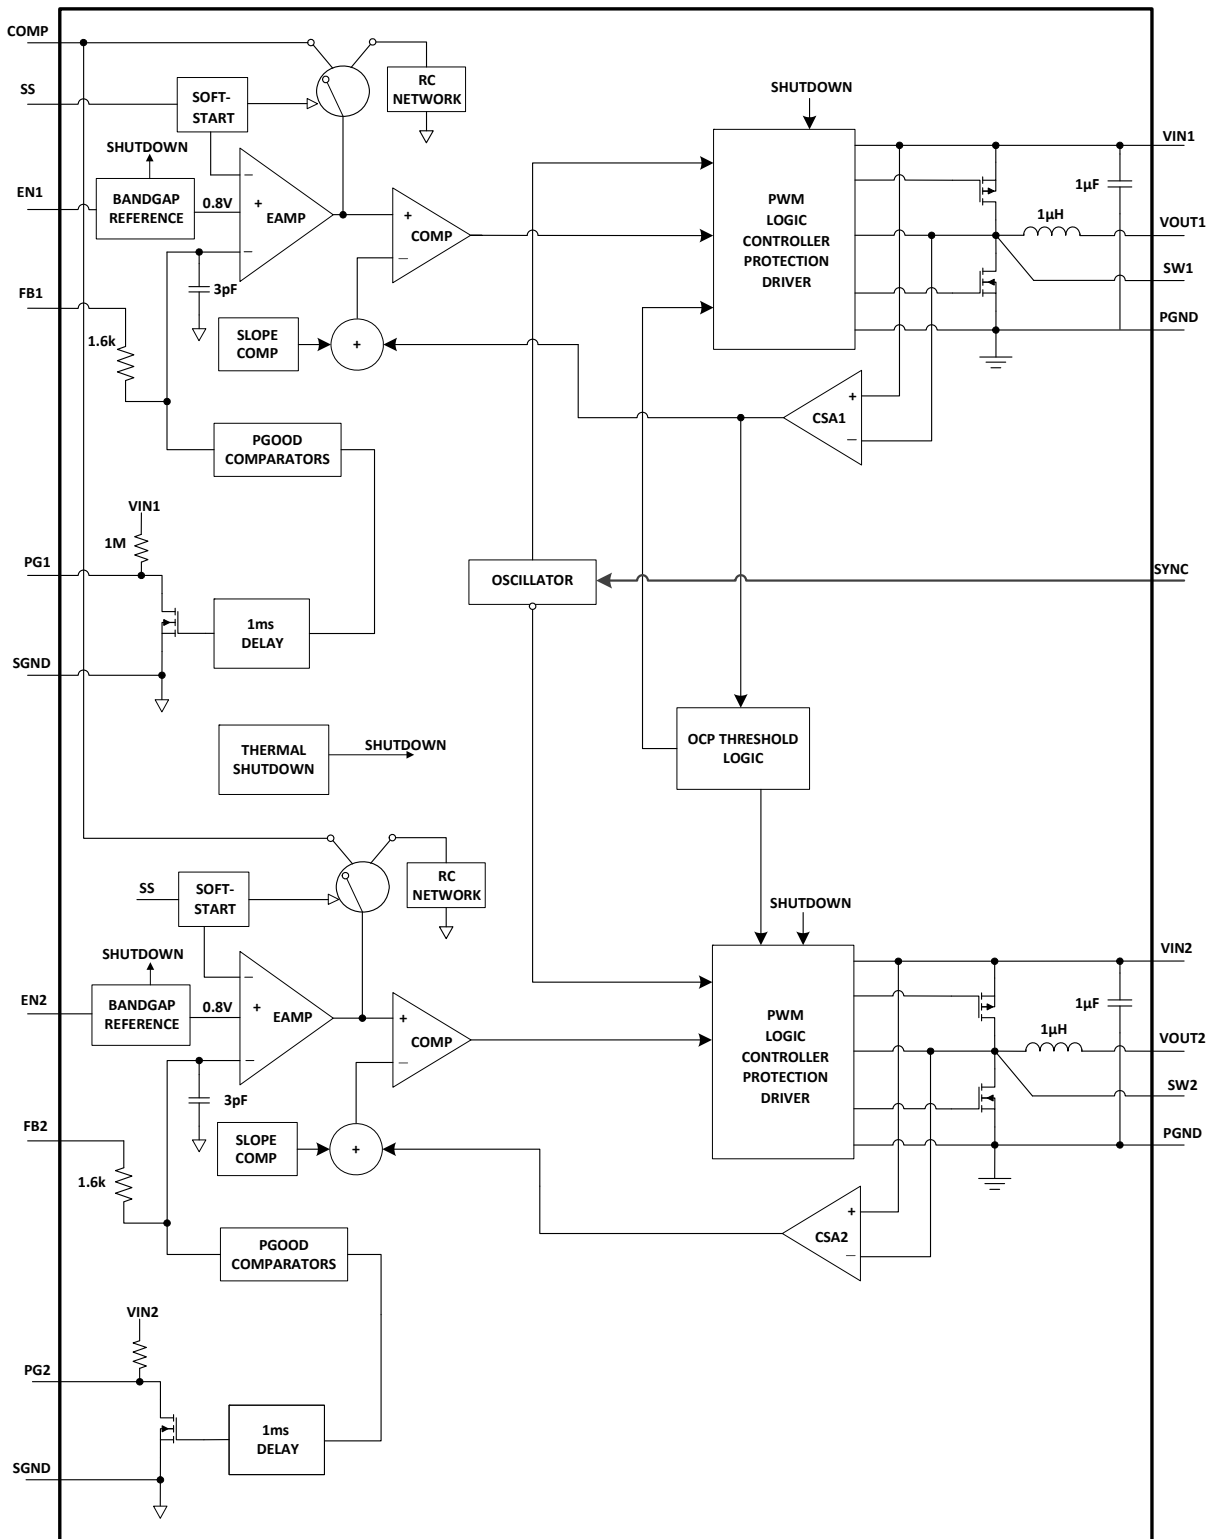 COMP
SS
SOFT-
START
RC
NETWORK
SHUTDOWN
SHUTDOWN
VIN1
EN1
BANDGAP
REFERENCE
0.8V
−
+
−
EAMP
+
−
COMP
PWM
LOGIC
CONTROLLER
PROTECTION
DRIVER
1µF
1µH
VOUT1
SW1
3pF
FB1
1.6k
SLOPE
COMP
+
PGND
+
−
CSA1
PGOOD
COMPARATORS
VIN1
1M
PG1
OSCILLATOR
SYNC
1ms
DELAY
SGND
THERMAL
SHUTDOWN
SHUTDOWN
OCP THRESHOLD
LOGIC
SS
SOFT-
START
RC
NETWORK
SHUTDOWN
SHUTDOWN
VIN2
EN2
BANDGAP
REFERENCE
0.8V
−
+
−
EAMP
+
−
COMP
PWM
LOGIC
CONTROLLER
PROTECTION
DRIVER
1µF
1µH
VOUT2
SW2
3pF
FB2
1.6k
SLOPE
COMP
+
PGND
+
−
CSA2
PGOOD
COMPARATORS
VIN2
PG2
1ms
DELAY
SGND